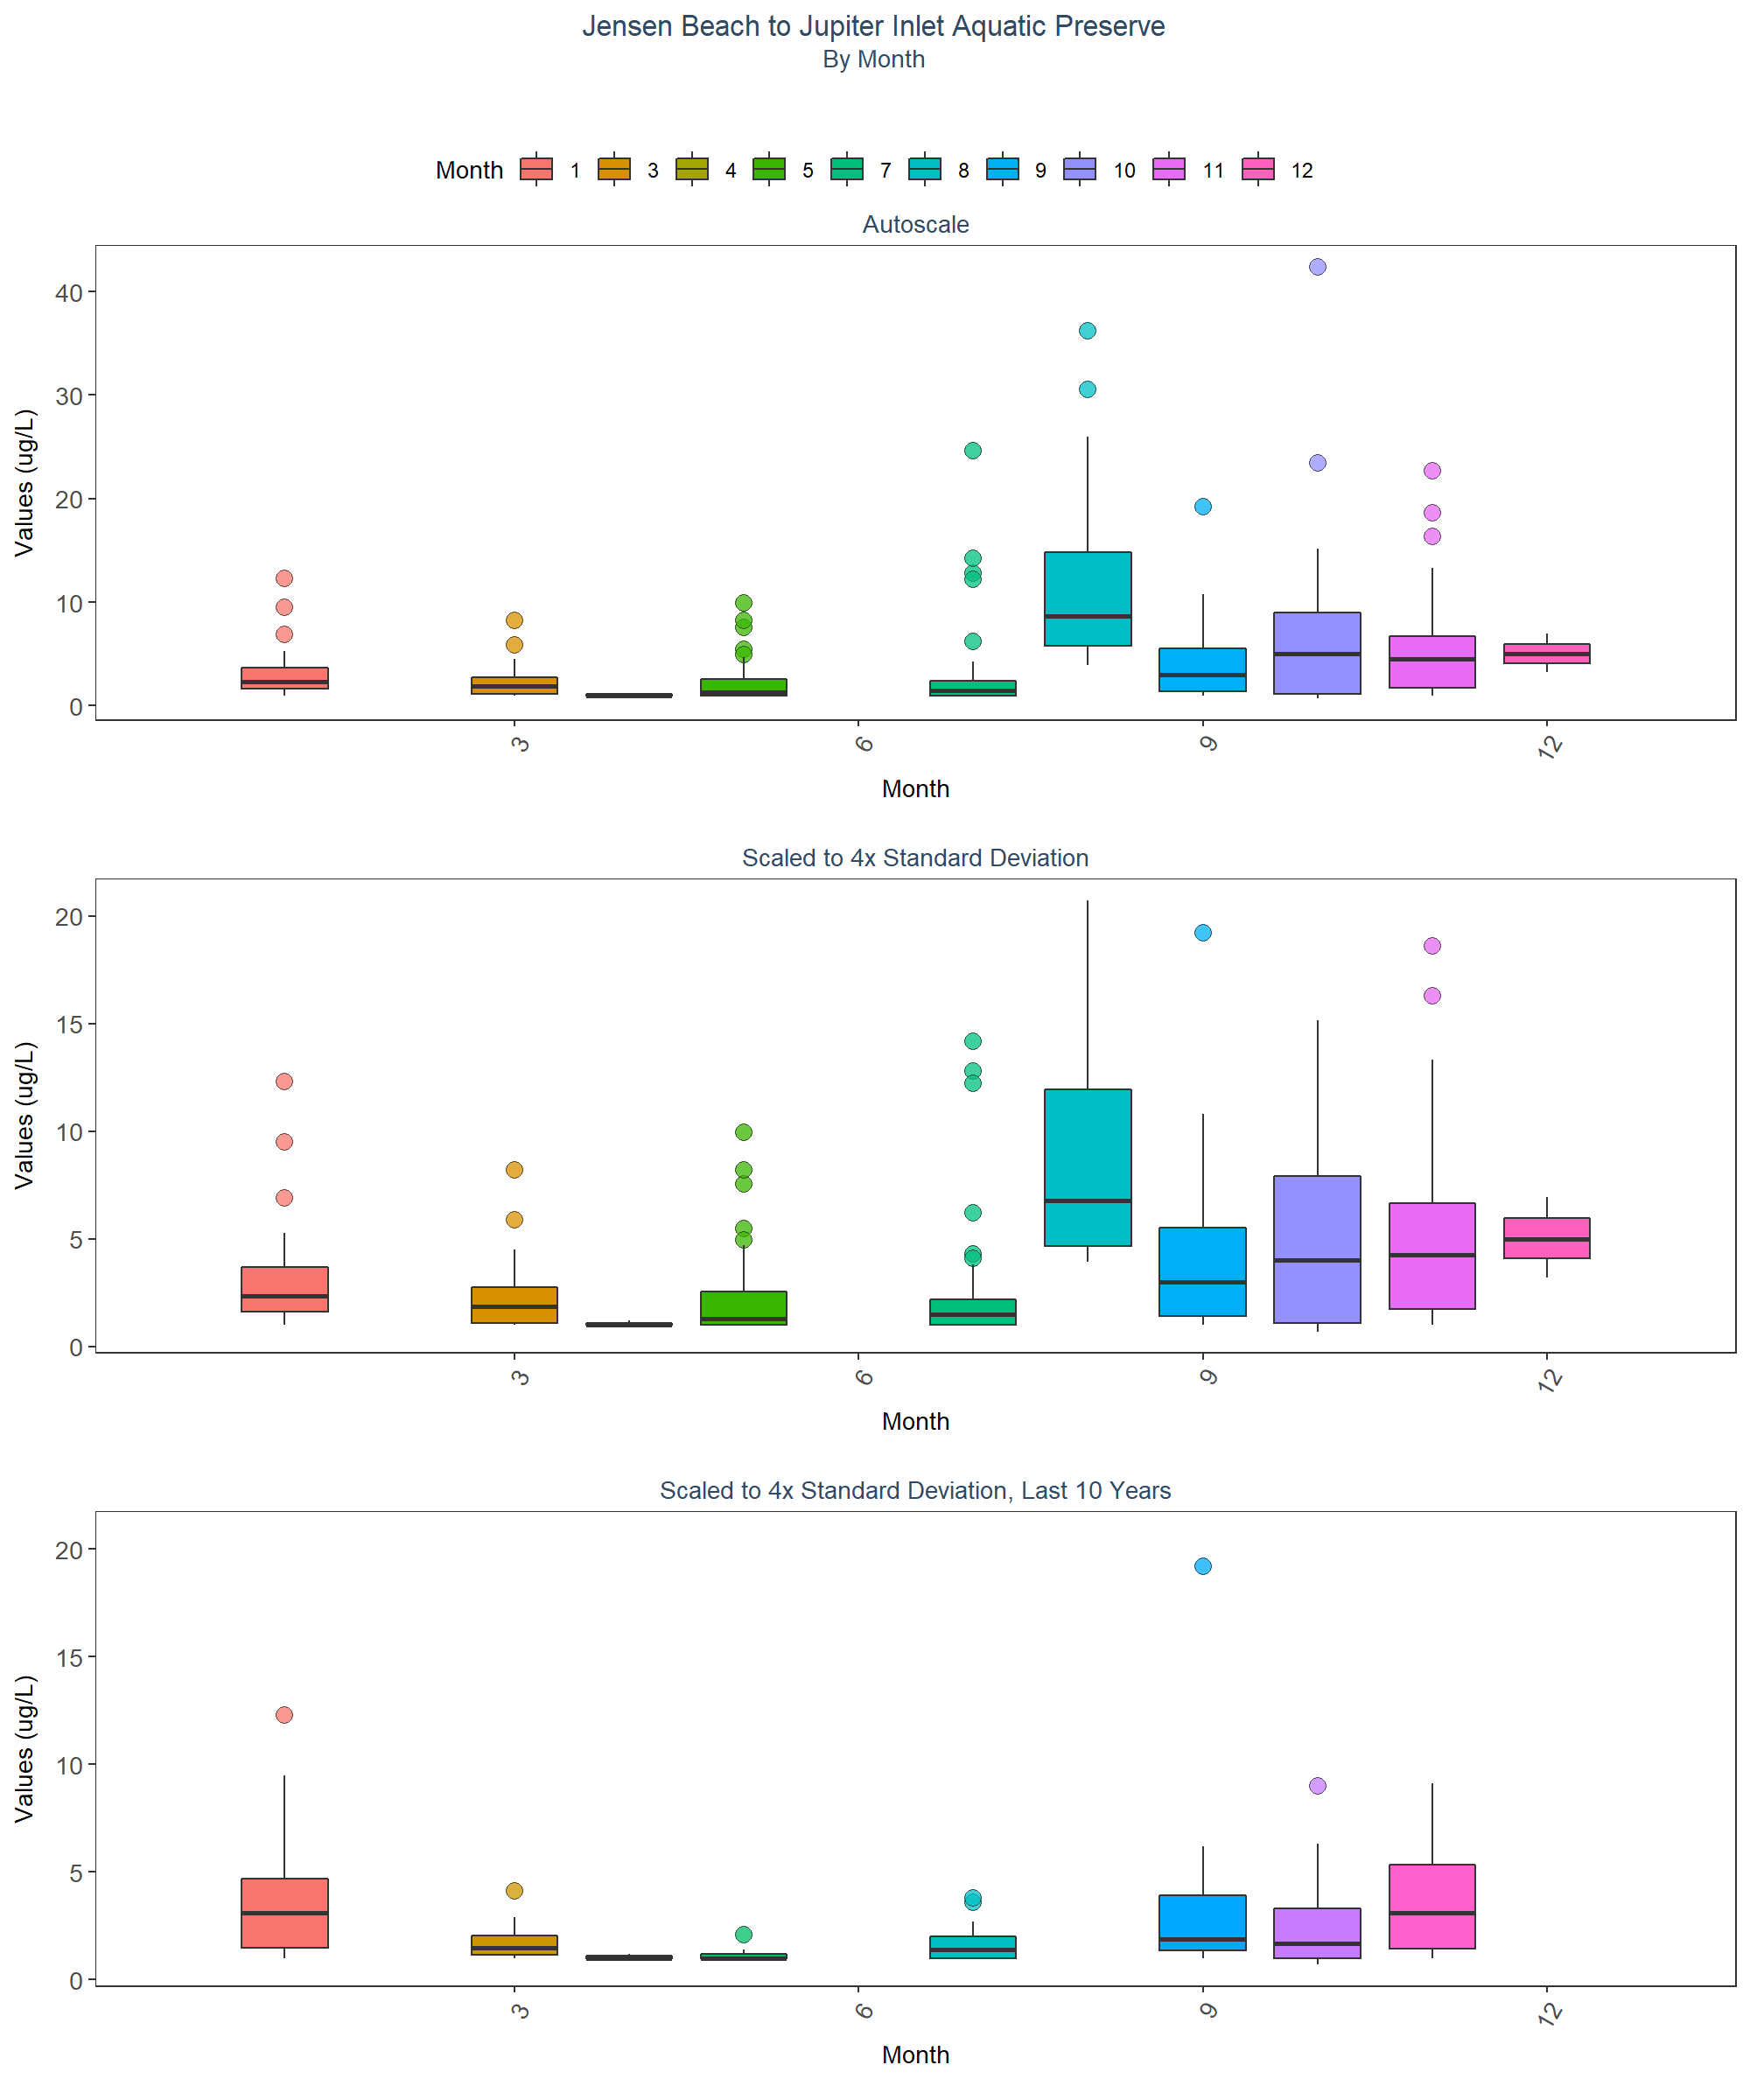 Jensen Beach to Jupiter Inlet Aquatic Preserve
By Month
Month 1 3 4 5 7 8 9 10 11 12
Autoscale
Values (ug/L)
40
30
20
10
0
3 6 9 12
Month
Scaled to 4x Standard Deviation
Values (ug/L)
20
15
10
5
0
3 6 9 12
Month
Scaled to 4x Standard Deviation, Last 10 Years
Values (ug/L)
20
15
10
5
0
3 6 9 12
Month